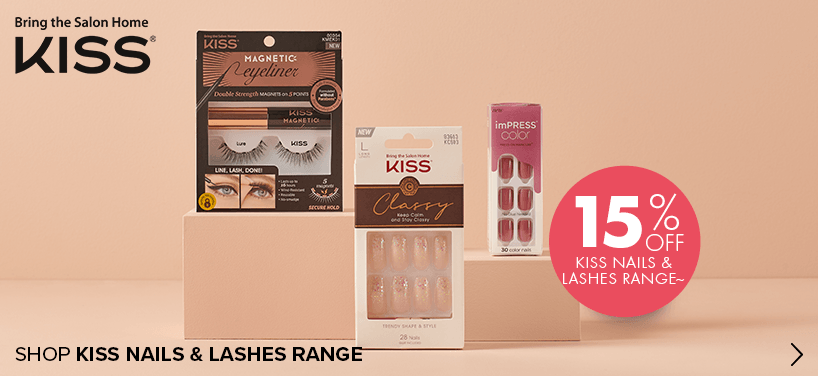 Bring the Salon Home
KISS®
KISS
NEW
MAGNETIC
eyeliner
Double Strength MAGNETS on 5 POINTS
KISS
MAGNETIC
Lure
KISS
LINE, LASH, DONE!
5
magnets
SECURE HOLD
NEW
L
Bring the Salon Home
KISS
Classy
Keep Calm
and Stay Classy
TRENDY SHAPE & STYLE
28 Nails
imPRESS
color
30 color nails
15% OFF
KISS NAILS &
LASHES RANGE~
SHOP KISS NAILS & LASHES RANGE